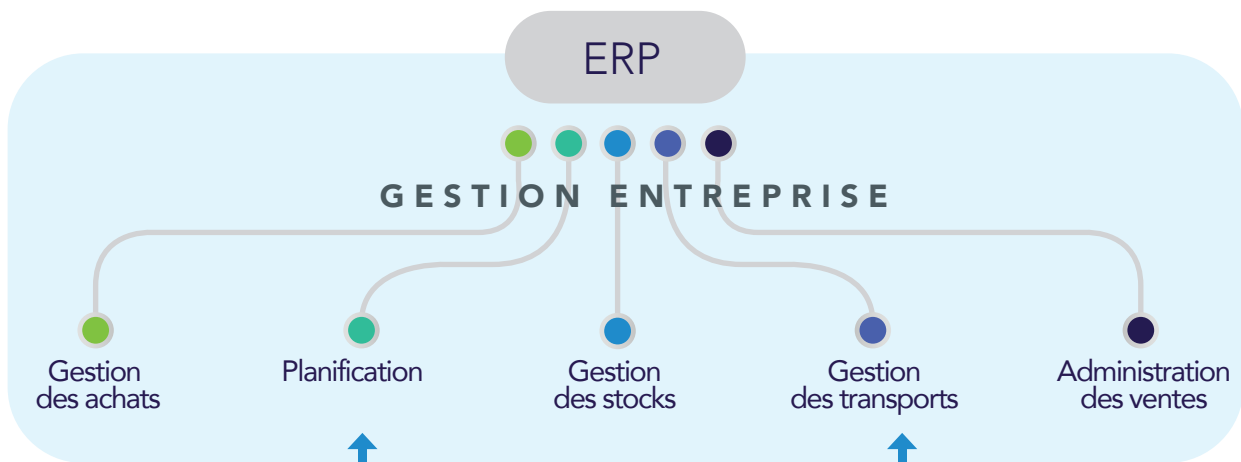 ERP
GESTION ENTREPRISE
Gestion
des achats
Planification
Gestion
des stocks
Gestion
des transports
Administration
des ventes